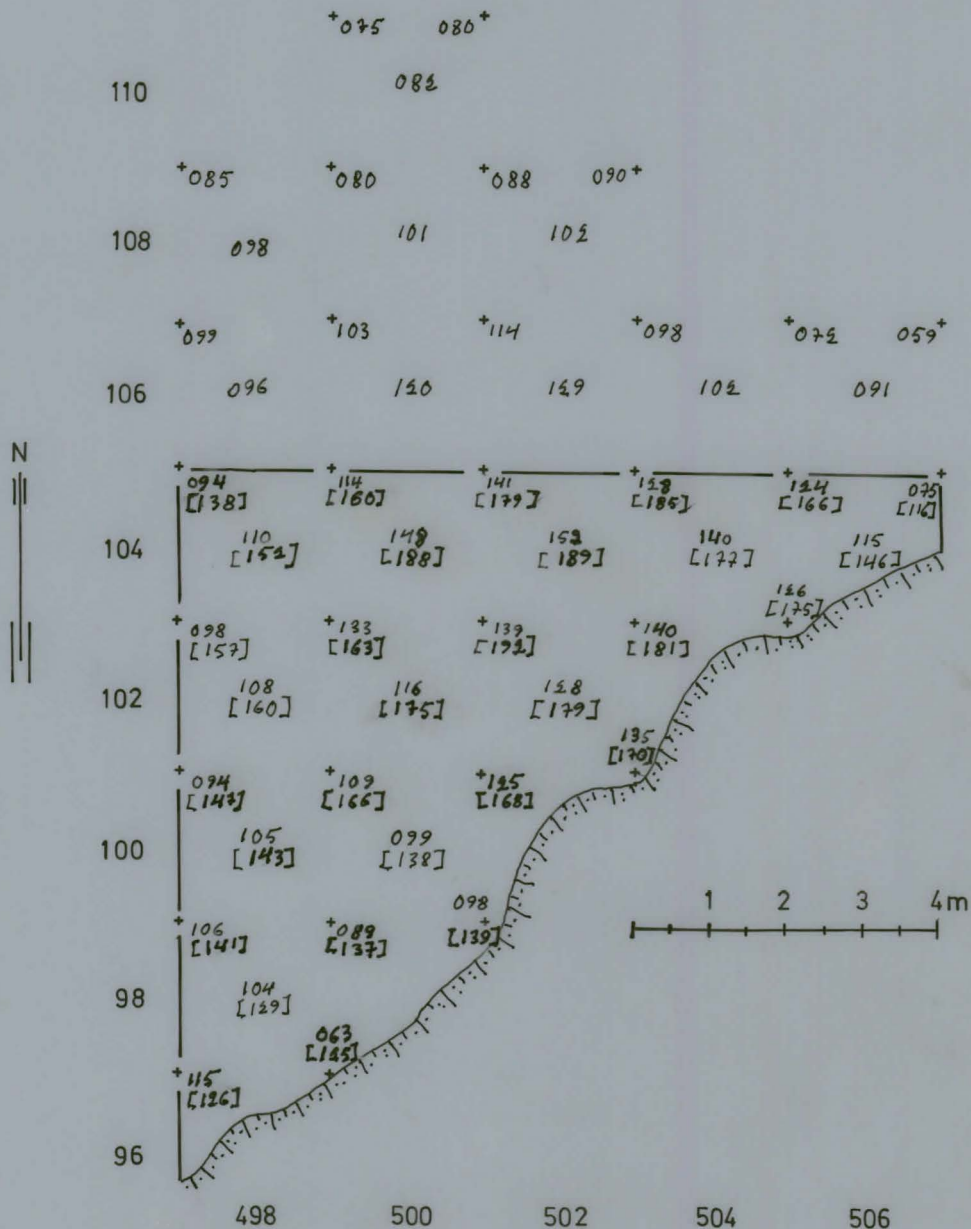 +075 080+
110 082
+085 +080 +088 090+
108 098 101 102
+099 +103 +114 +098 +072 059+
106 096 120 129 102 091
N
094 114 141 128 124 075
[138] [160] [179] [185] [166] [116]
110 148 152 140 115
104 [152] [188] [189] [177] [146]
126
[175]
+098 +133 +139 +140
[157] [163] [192] [181]
108 116 128
102 [160] [175] [179]
135
[170]
+094 +109 +125
[147] [166] [168]
105 099
100 [143] [138]
098
1 2 3 4m
+106 +089 [139]
[141] [137]
104
98 [129]
063
[125]
+115
[126]
96
498 500 502 504 506